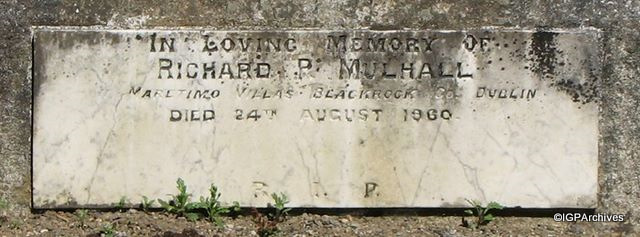 In Loving Memory Of
Richard P. Mulhall
Maretimo Villas Blackrock Co. Dublin
Died 24th August 1960
R. I. P.
©IGPArchives